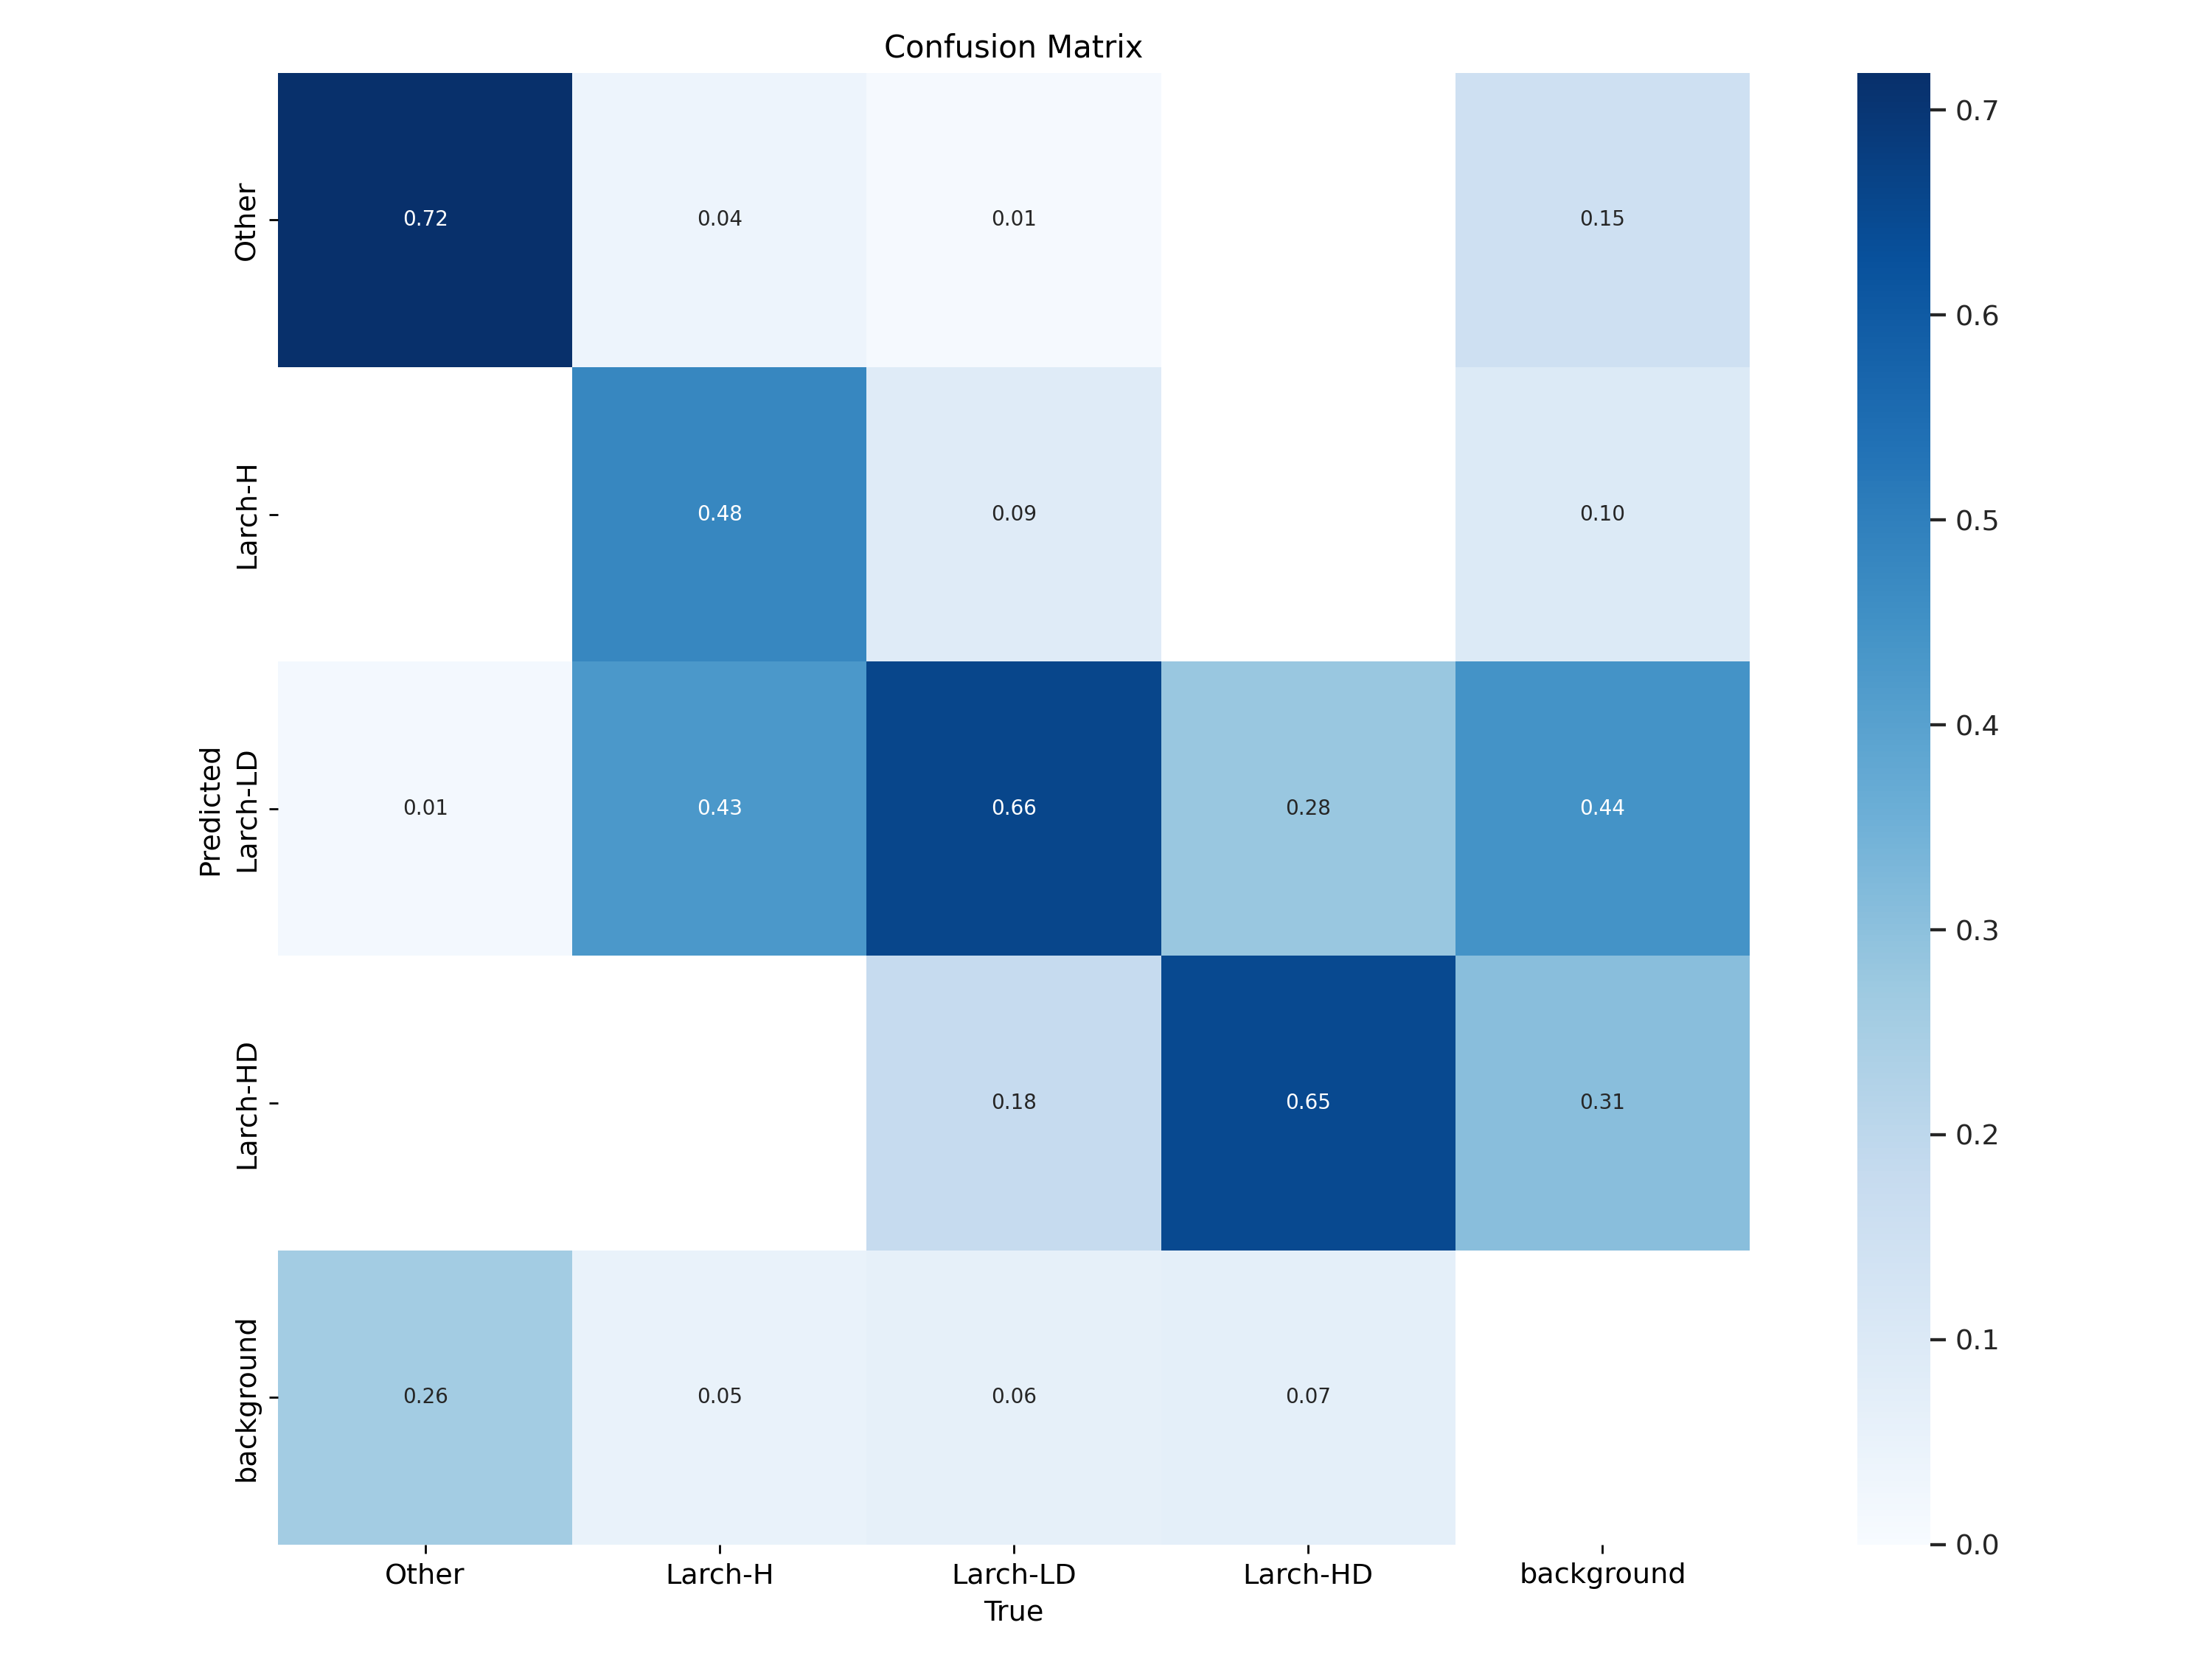 Confusion Matrix
Other
0.72
0.04
0.01
0.15
Larch-H
0.48
0.09
0.10
Predicted
Larch-LD
0.01
0.43
0.66
0.28
0.44
Larch-HD
0.18
0.65
0.31
background
0.26
0.05
0.06
0.07
Other
Larch-H
Larch-LD
Larch-HD
background
True
0.7
0.6
0.5
0.4
0.3
0.2
0.1
0.0